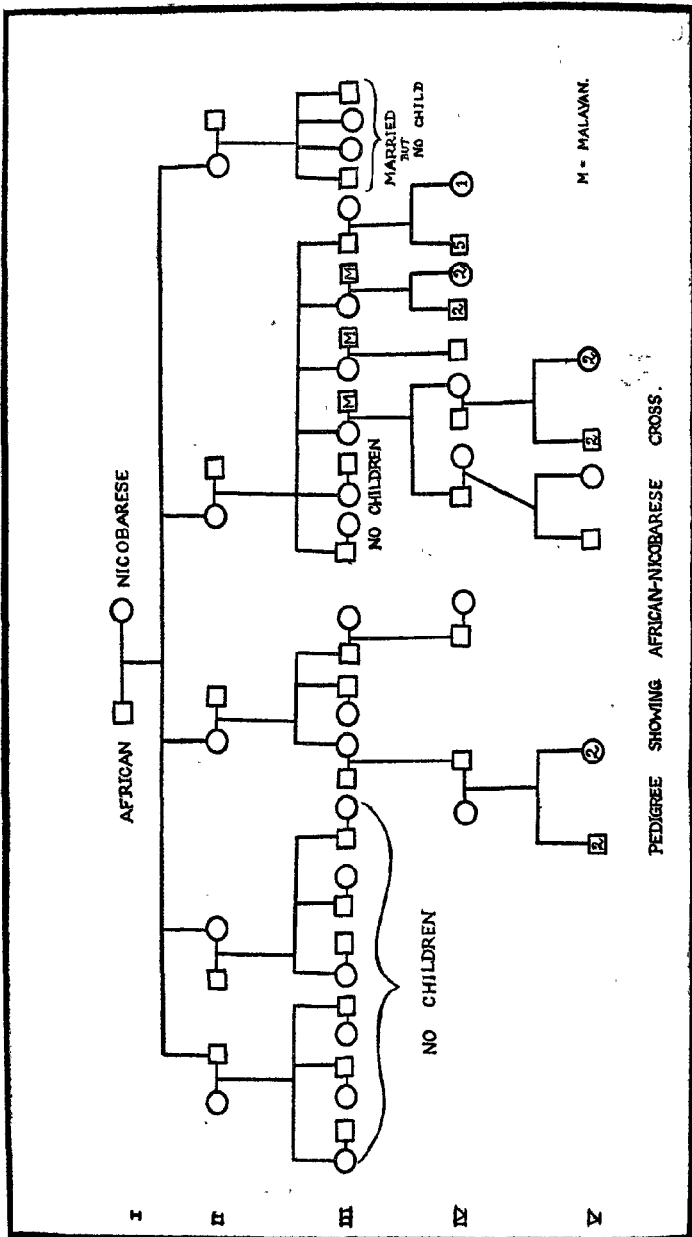 AFRICAN
NICOBARESE
I
II
III
M
M
M
5
1
2
2
NO CHILDREN
NO CHILDREN
MARRIED
BUT
NO CHILD
IV
V
2
2
2
2
M = MALAYAN.
PEDIGREE SHOWING AFRICAN-NICOBARESE CROSS.